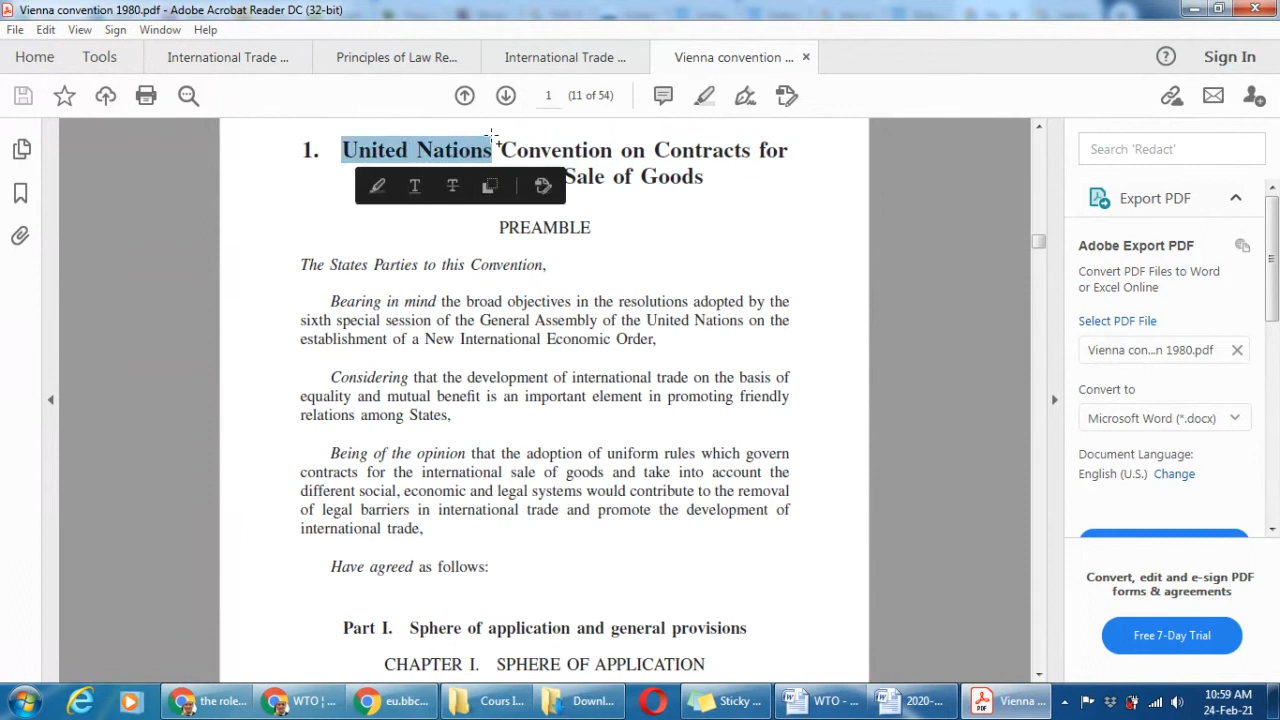 Vienna convention 1980.pdf - Adobe Acrobat Reader DC (32-bit)
File Edit View Sign Window Help
Home Tools International Trade ... Principles of Law Re... International Trade ... Vienna convention ... × Sign In
1 (11 of 54)
1. United Nations Convention on Contracts for
Sale of Goods
PREAMBLE
The States Parties to this Convention,
Bearing in mind the broad objectives in the resolutions adopted by the
sixth special session of the General Assembly of the United Nations on the
establishment of a New International Economic Order,
Considering that the development of international trade on the basis of
equality and mutual benefit is an important element in promoting friendly
relations among States,
Being of the opinion that the adoption of uniform rules which govern
contracts for the international sale of goods and take into account the
different social, economic and legal systems would contribute to the removal
of legal barriers in international trade and promote the development of
international trade,
Have agreed as follows:
Part I. Sphere of application and general provisions
CHAPTER I. SPHERE OF APPLICATION
Search 'Redact'
Export PDF
Adobe Export PDF
Convert PDF Files to Word
or Excel Online
Select PDF File
Vienna con...n 1980.pdf
Convert to
Microsoft Word (*.docx)
Document Language:
English (U.S.) Change
Convert, edit and e-sign PDF
forms & agreements
Free 7-Day Trial
the role... WTO | ... eu.bbc... Cours I... Downl... Sticky ... WTO - ... 2020-... Vienna ...
10:59 AM
24-Feb-21